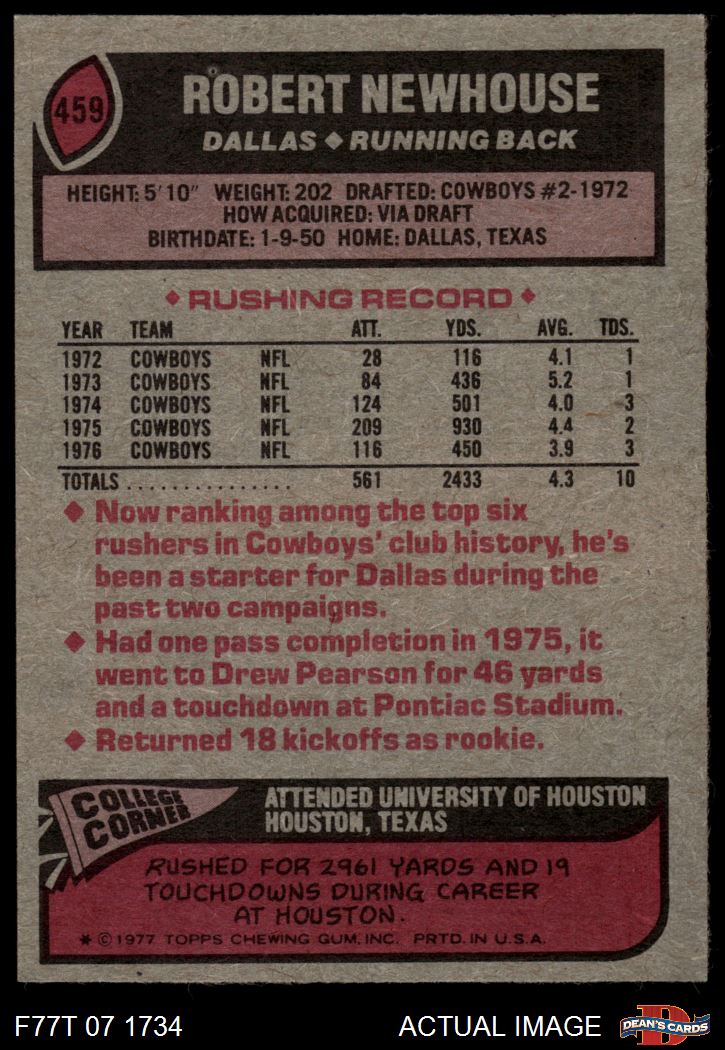 459
ROBERT NEWHOUSE
DALLAS ◆ RUNNING BACK
HEIGHT: 5'10" WEIGHT: 202 DRAFTED: COWBOYS #2-1972
HOW ACQUIRED: VIA DRAFT
BIRTHDATE: 1-9-50 HOME: DALLAS, TEXAS
◆ RUSHING RECORD ◆
YEAR TEAM ATT. YDS. AVG. TDS.
1972 COWBOYS NFL 28 116 4.1 1
1973 COWBOYS NFL 84 436 5.2 1
1974 COWBOYS NFL 124 501 4.0 3
1975 COWBOYS NFL 209 930 4.4 2
1976 COWBOYS NFL 116 450 3.9 3
TOTALS . . . . . . . . . . . . . . . 561 2433 4.3 10
◆ Now ranking among the top six
rushers in Cowboys' club history, he's
been a starter for Dallas during the
past two campaigns.
◆ Had one pass completion in 1975, it
went to Drew Pearson for 46 yards
and a touchdown at Pontiac Stadium.
◆ Returned 18 kickoffs as rookie.
COLLEGE
CORNER
ATTENDED UNIVERSITY OF HOUSTON
HOUSTON, TEXAS
RUSHED FOR 2961 YARDS AND 19
TOUCHDOWNS DURING CAREER
AT HOUSTON.
* © 1977 TOPPS CHEWING GUM, INC. PRTD. IN U.S.A.
F77T 07 1734
ACTUAL IMAGE
D
DEAN'S CARDS